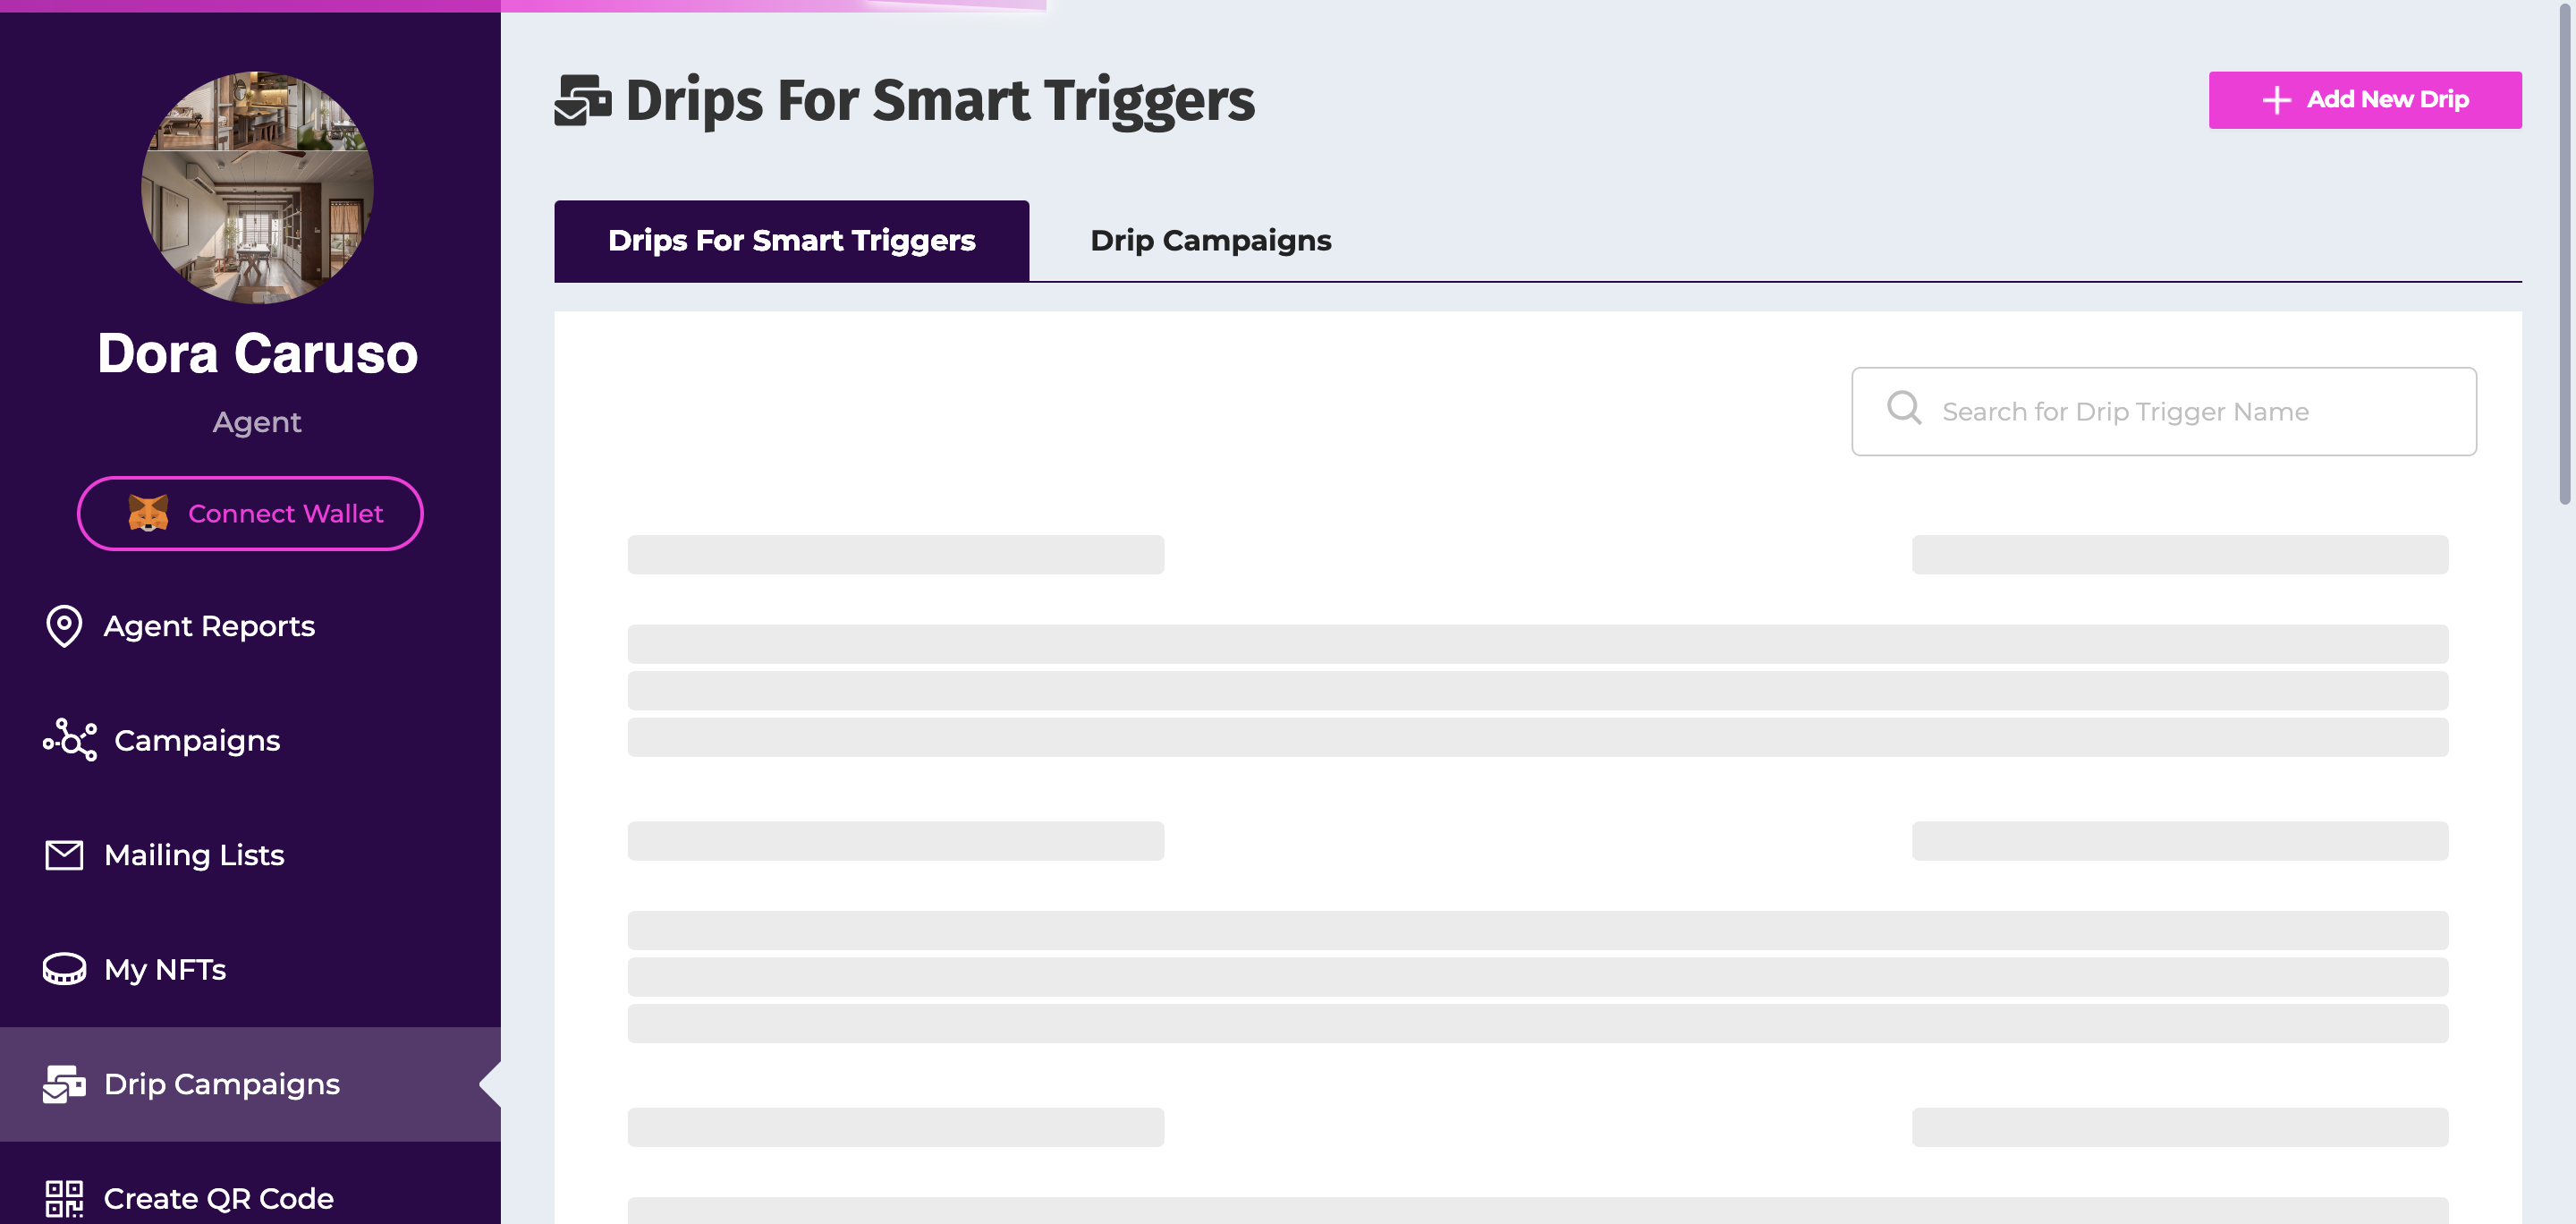 Dora Caruso
Agent
Connect Wallet
Agent Reports
Campaigns
Mailing Lists
My NFTs
Drip Campaigns
Create QR Code
Drips For Smart Triggers
Add New Drip
Drips For Smart Triggers
Drip Campaigns
Search for Drip Trigger Name